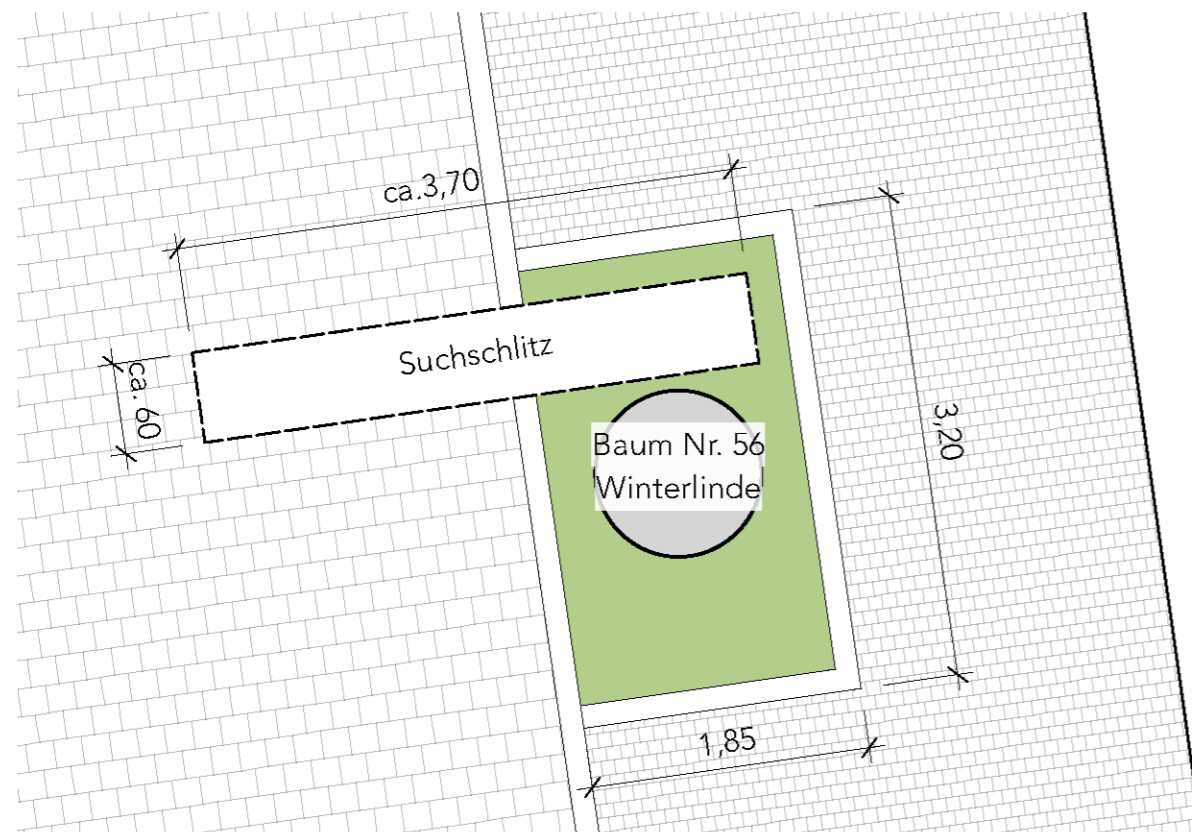 ca.3,70
Suchschlitz
ca. 60
Baum Nr. 56
Winterlinde
3,20
1,85